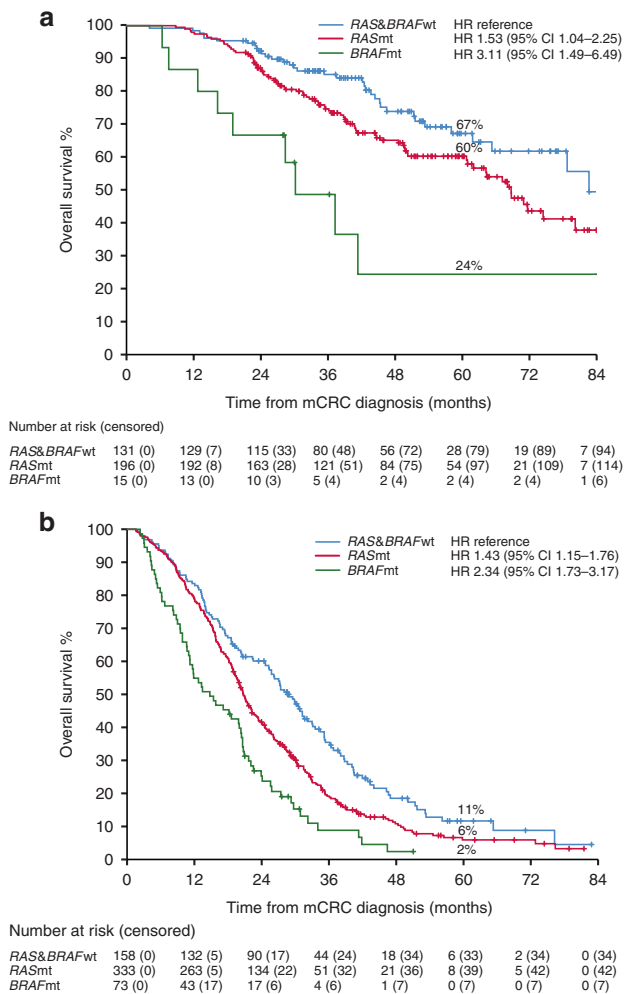 a
RAS&BRAFwt HR reference
RASmt HR 1.53 (95% CI 1.04–2.25)
BRAFmt HR 3.11 (95% CI 1.49–6.49)
Overall survival %
100
90
80
70
60
50
40
30
20
10
0
67%
60%
24%
0 12 24 36 48 60 72 84
Time from mCRC diagnosis (months)
Number at risk (censored)
RAS&BRAFwt 131 (0) 129 (7) 115 (33) 80 (48) 56 (72) 28 (79) 19 (89) 7 (94)
RASmt 196 (0) 192 (8) 163 (28) 121 (51) 84 (75) 54 (97) 21 (109) 7 (114)
BRAFmt 15 (0) 13 (0) 10 (3) 5 (4) 2 (4) 2 (4) 2 (4) 1 (6)
b
RAS&BRAFwt HR reference
RASmt HR 1.43 (95% CI 1.15–1.76)
BRAFmt HR 2.34 (95% CI 1.73–3.17)
Overall survival %
100
90
80
70
60
50
40
30
20
10
0
11%
6%
2%
0 12 24 36 48 60 72 84
Time from mCRC diagnosis (months)
Number at risk (censored)
RAS&BRAFwt 158 (0) 132 (5) 90 (17) 44 (24) 18 (34) 6 (33) 2 (34) 0 (34)
RASmt 333 (0) 263 (5) 134 (22) 51 (32) 21 (36) 8 (39) 5 (42) 0 (42)
BRAFmt 73 (0) 43 (17) 17 (6) 4 (6) 1 (7) 0 (7) 0 (7) 0 (7)